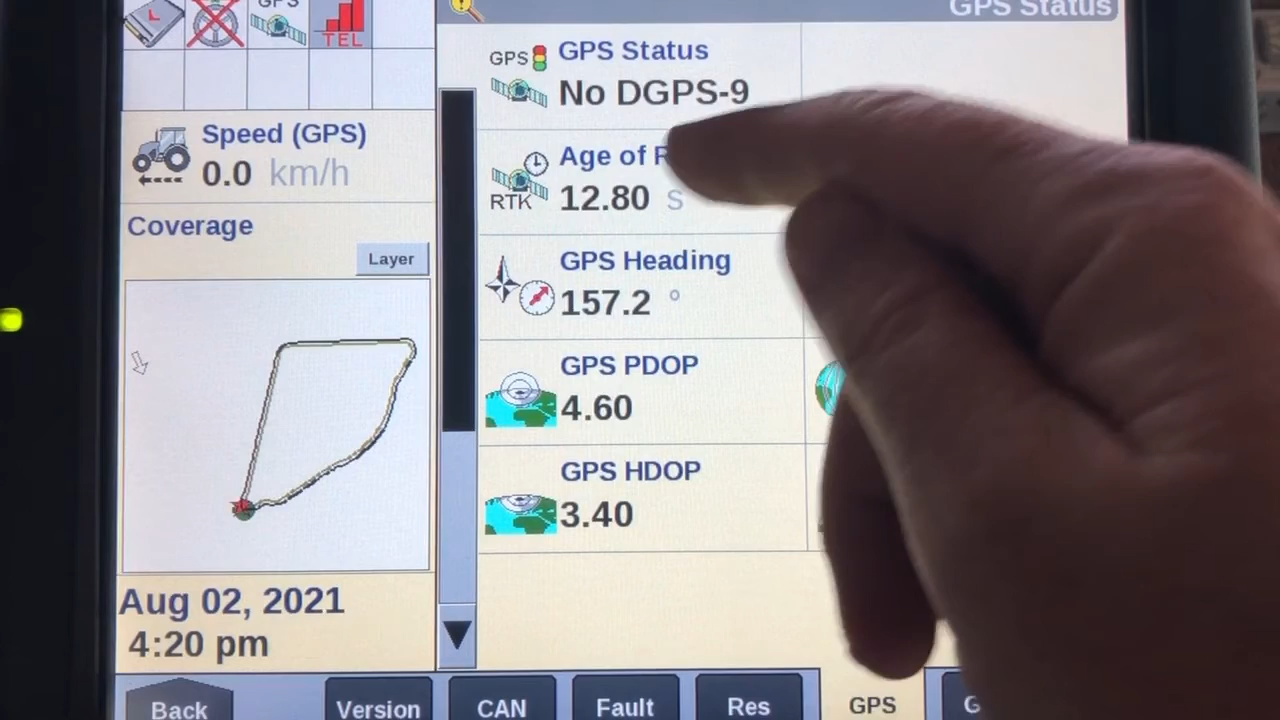 GPS Status
L
GPS
TEL
Speed (GPS)
0.0 km/h
Coverage
Layer
Aug 02, 2021
4:20 pm
GPS
GPS Status
No DGPS-9
RTK
Age of
12.80 s
GPS Heading
157.2 °
GPS PDOP
4.60
GPS HDOP
3.40
Back
Version
CAN
Fault
Res
GPS